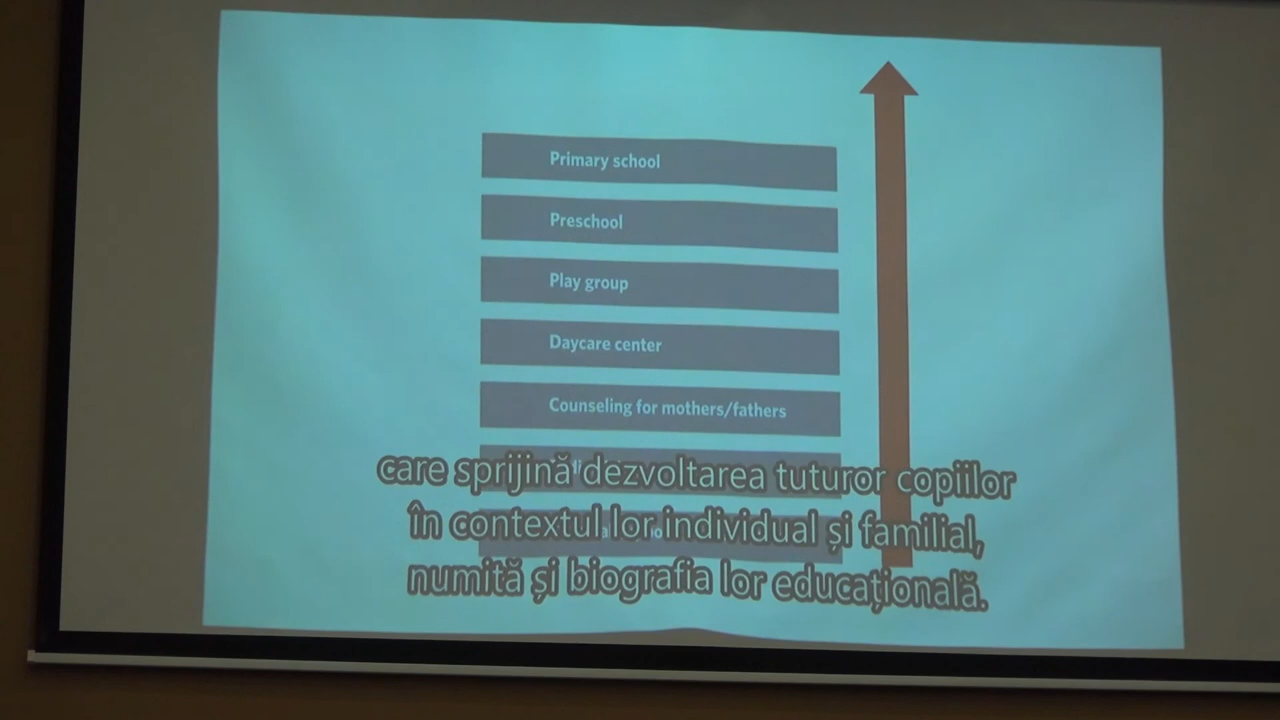 Primary school
Preschool
Play group
Daycare center
Counseling for mothers/fathers
care sprijină dezvoltarea tuturor copiilor
în contextul lor individual și familial,
numită și biografia lor educațională.